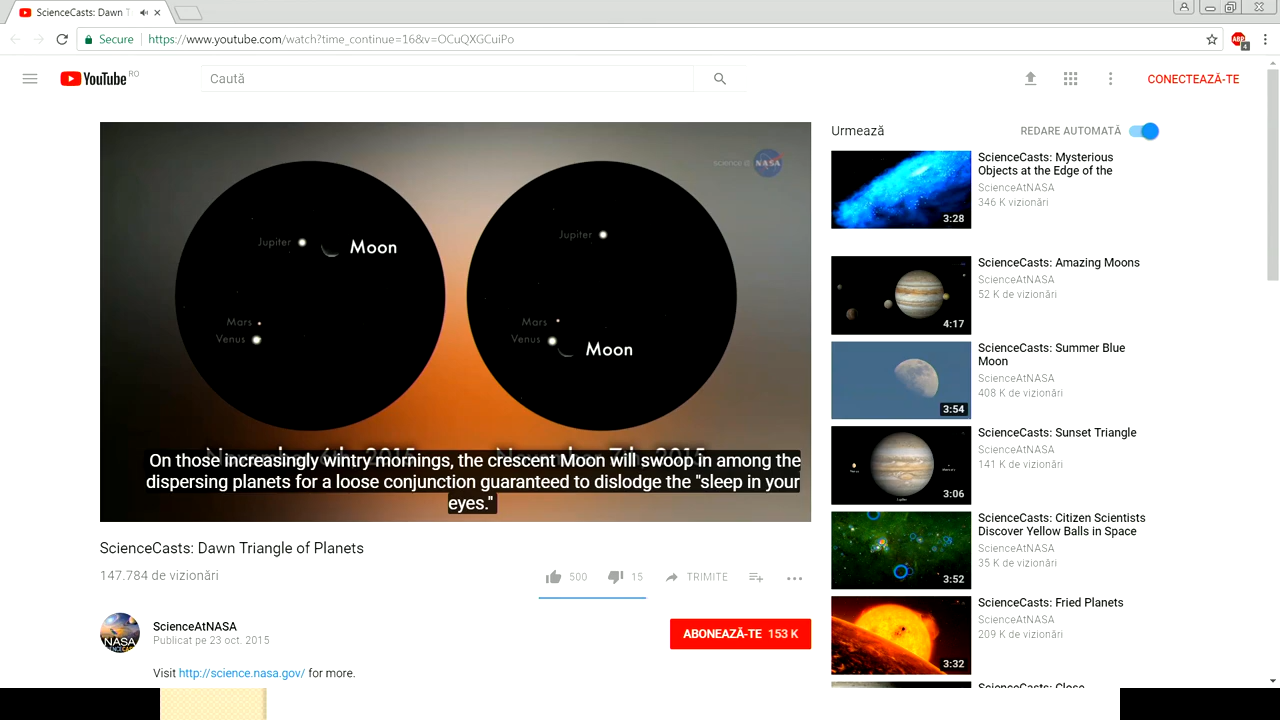 ScienceCasts: Dawn T
Secure
https://www.youtube.com/watch?time_continue=16&v=OCuQXGCuiPo
ABP
4
YouTube RO
Caută
CONECTEAZĂ-TE
Science @ NASA
Jupiter
Moon
Mars
Venus
Jupiter
Mars
Venus
Moon
On those increasingly wintry mornings, the crescent Moon will swoop in among the
dispersing planets for a loose conjunction guaranteed to dislodge the "sleep in your
eyes."
ScienceCasts: Dawn Triangle of Planets
147.784 de vizionări
500
15
TRIMITE
ScienceAtNASA
Publicat pe 23 oct. 2015
ABONEAZĂ-TE 153 K
Visit http://science.nasa.gov/ for more.
Urmează
REDARE AUTOMATĂ
ScienceCasts: Mysterious
Objects at the Edge of the
ScienceAtNASA
346 K vizionări
3:28
ScienceCasts: Amazing Moons
ScienceAtNASA
52 K de vizionări
4:17
ScienceCasts: Summer Blue
Moon
ScienceAtNASA
408 K de vizionări
3:54
ScienceCasts: Sunset Triangle
ScienceAtNASA
141 K de vizionări
3:06
ScienceCasts: Citizen Scientists
Discover Yellow Balls in Space
ScienceAtNASA
35 K de vizionări
3:52
ScienceCasts: Fried Planets
ScienceAtNASA
209 K de vizionări
3:32
ScienceCasts: Close